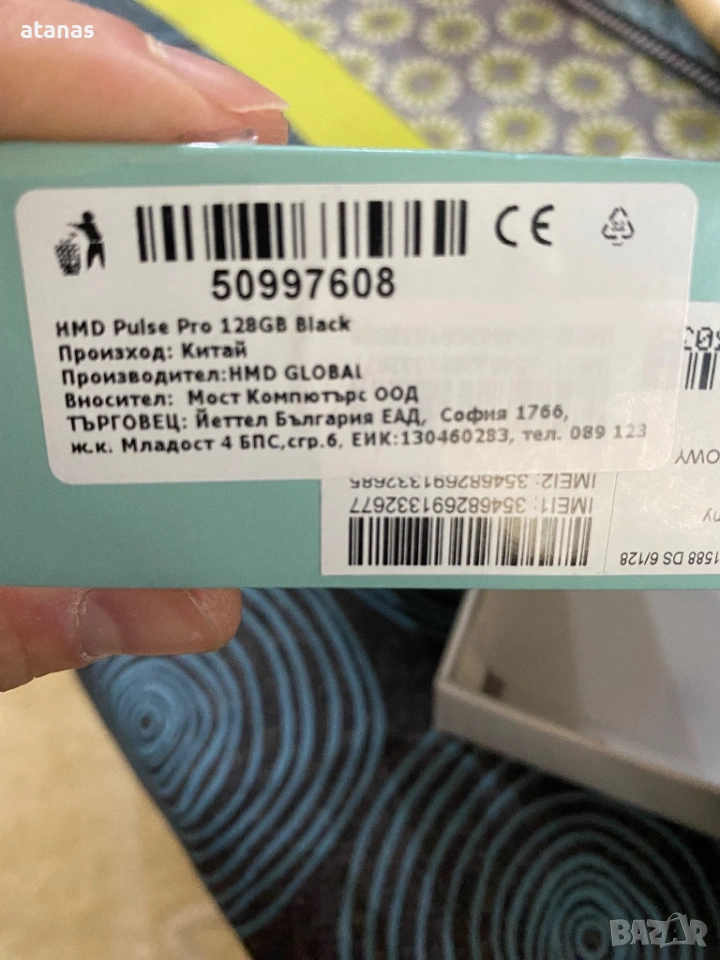 atanas
CE
50997608
HMD Pulse Pro 128GB Black
Произход: Китай
Производител:HMD GLOBAL
Вносител: Мост Компютърс ООД
ТЪРГОВЕЦ: Йеттел България ЕАД, София 1766,
ж.к. Младост 4 БПС,сгр.6, ЕИК:130460283, тел. 089 123
IMEI2: 354682691332685
IMEI1: 354682691332677
1588 DS 6/128
BAZAR